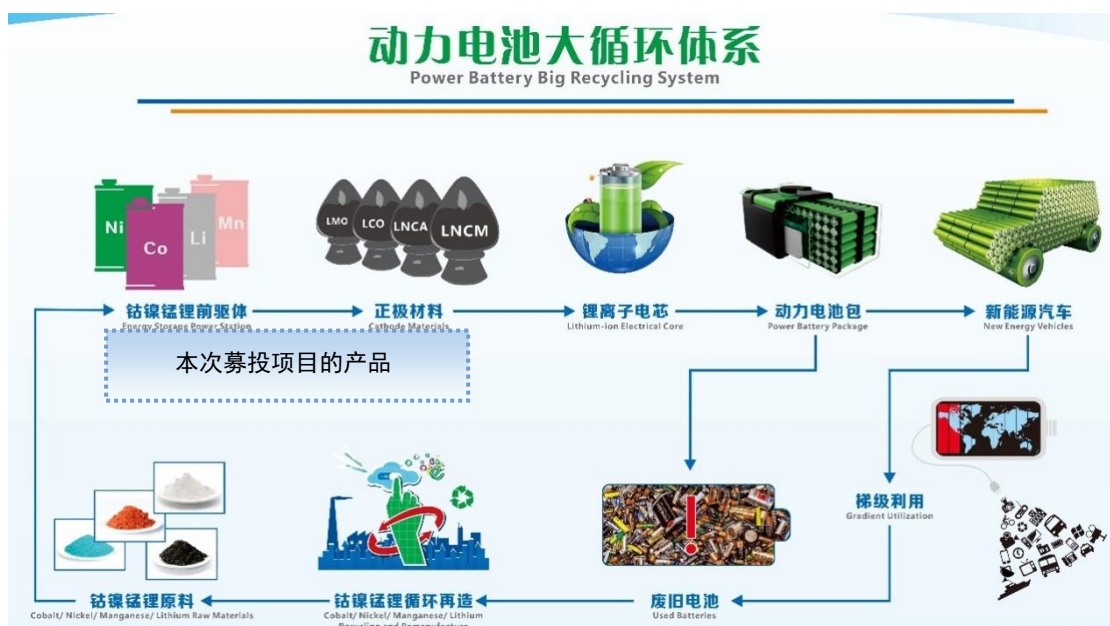 动力电池大循环体系
Power Battery Big Recycling System
Ni
Co
Li
Mn
LMO
LCO
LNCA
LNCM
钴镍锰锂前驱体
Energy Storage Power Station
正极材料
Cathode Materials
锂离子电芯
Lithium-ion Electrical Core
动力电池包
Power Battery Package
新能源汽车
New Energy Vehicles
本次募投项目的产品
梯级利用
Gradient Utilization
钴镍锰锂原料
Cobalt/ Nickel/ Manganese/ Lithium Raw Materials
钴镍锰锂循环再造
Cobalt/ Nickel/ Manganese/ Lithium
Recycling and Remanufacture
废旧电池
Used Batteries